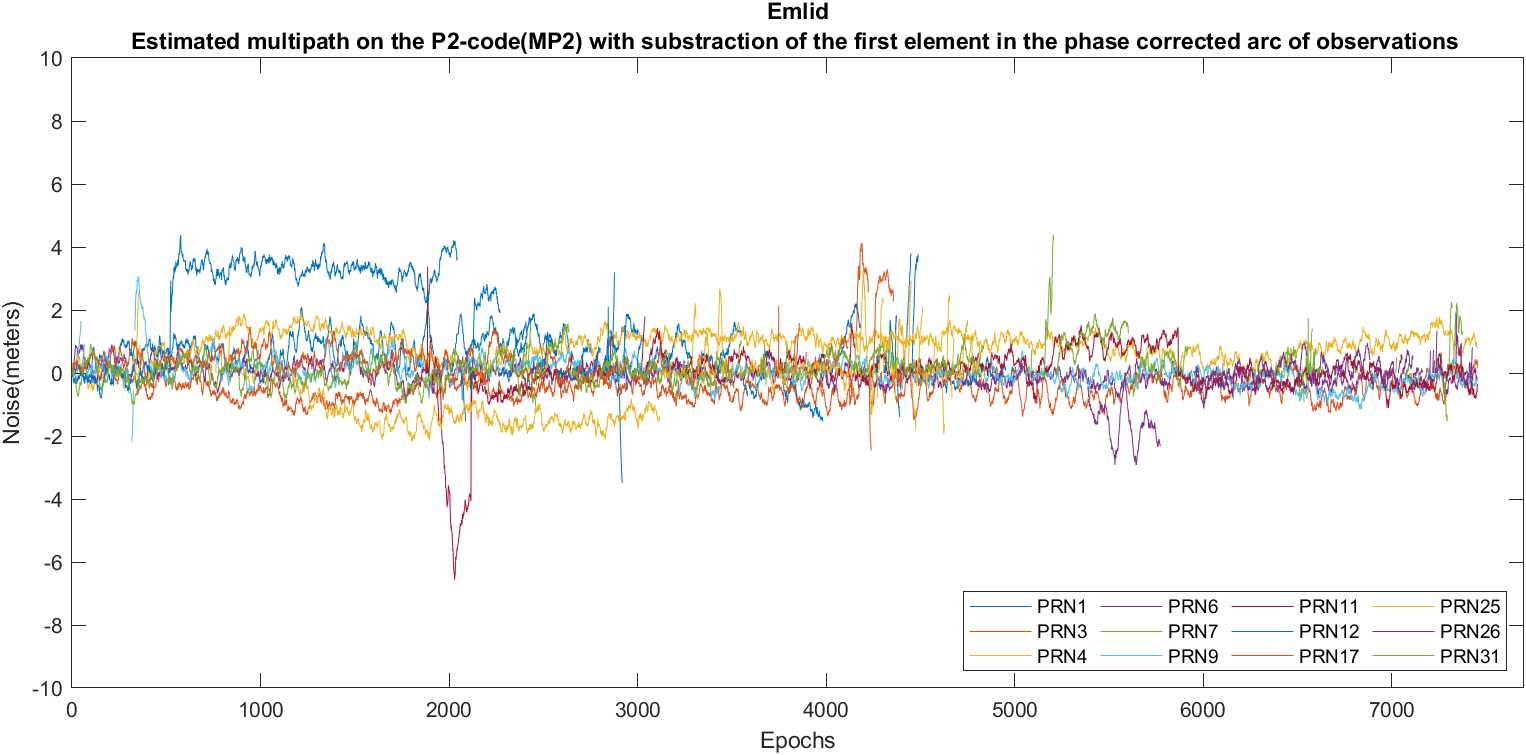 Emlid
Estimated multipath on the P2-code(MP2) with substraction of the first element in the phase corrected arc of observations
10
8
6
4
2
0
-2
-4
-6
-8
-10
Noise(meters)
0 1000 2000 3000 4000 5000 6000 7000
Epochs
PRN1 PRN6 PRN11 PRN25
PRN3 PRN7 PRN12 PRN26
PRN4 PRN9 PRN17 PRN31